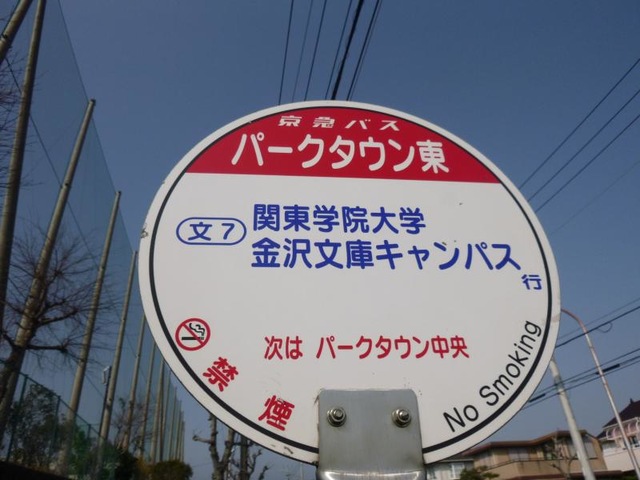 京急バス
パークタウン東
文7
関東学院大学
金沢文庫キャンパス
行
次は パークタウン中央
禁煙
No Smoking